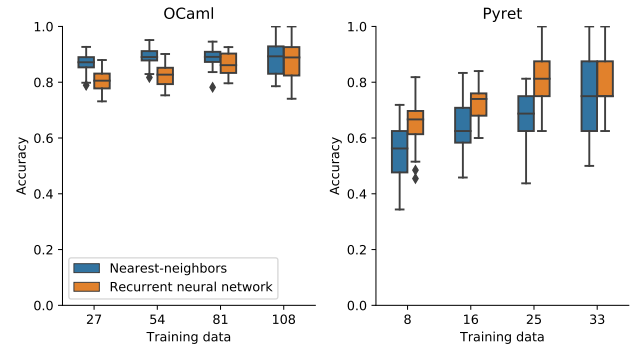 OCaml
1.0
0.8
0.6
0.4
0.2
0.0
Accuracy
Nearest-neighbors
Recurrent neural network
27 54 81 108
Training data
Pyret
1.0
0.8
0.6
0.4
0.2
0.0
Accuracy
8 16 25 33
Training data